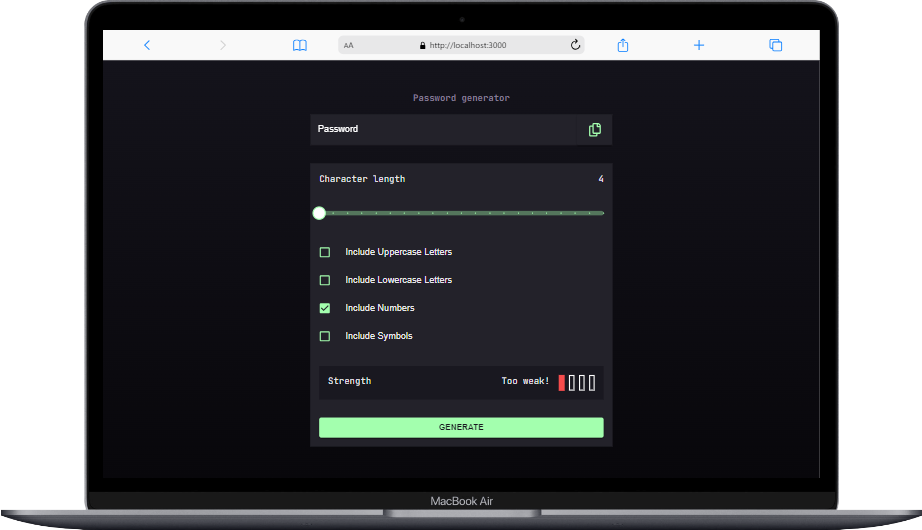 AA
http://localhost:3000
Password generator
Password
Character length 4
Include Uppercase Letters
Include Lowercase Letters
Include Numbers
Include Symbols
Strength Too weak!
GENERATE
MacBook Air